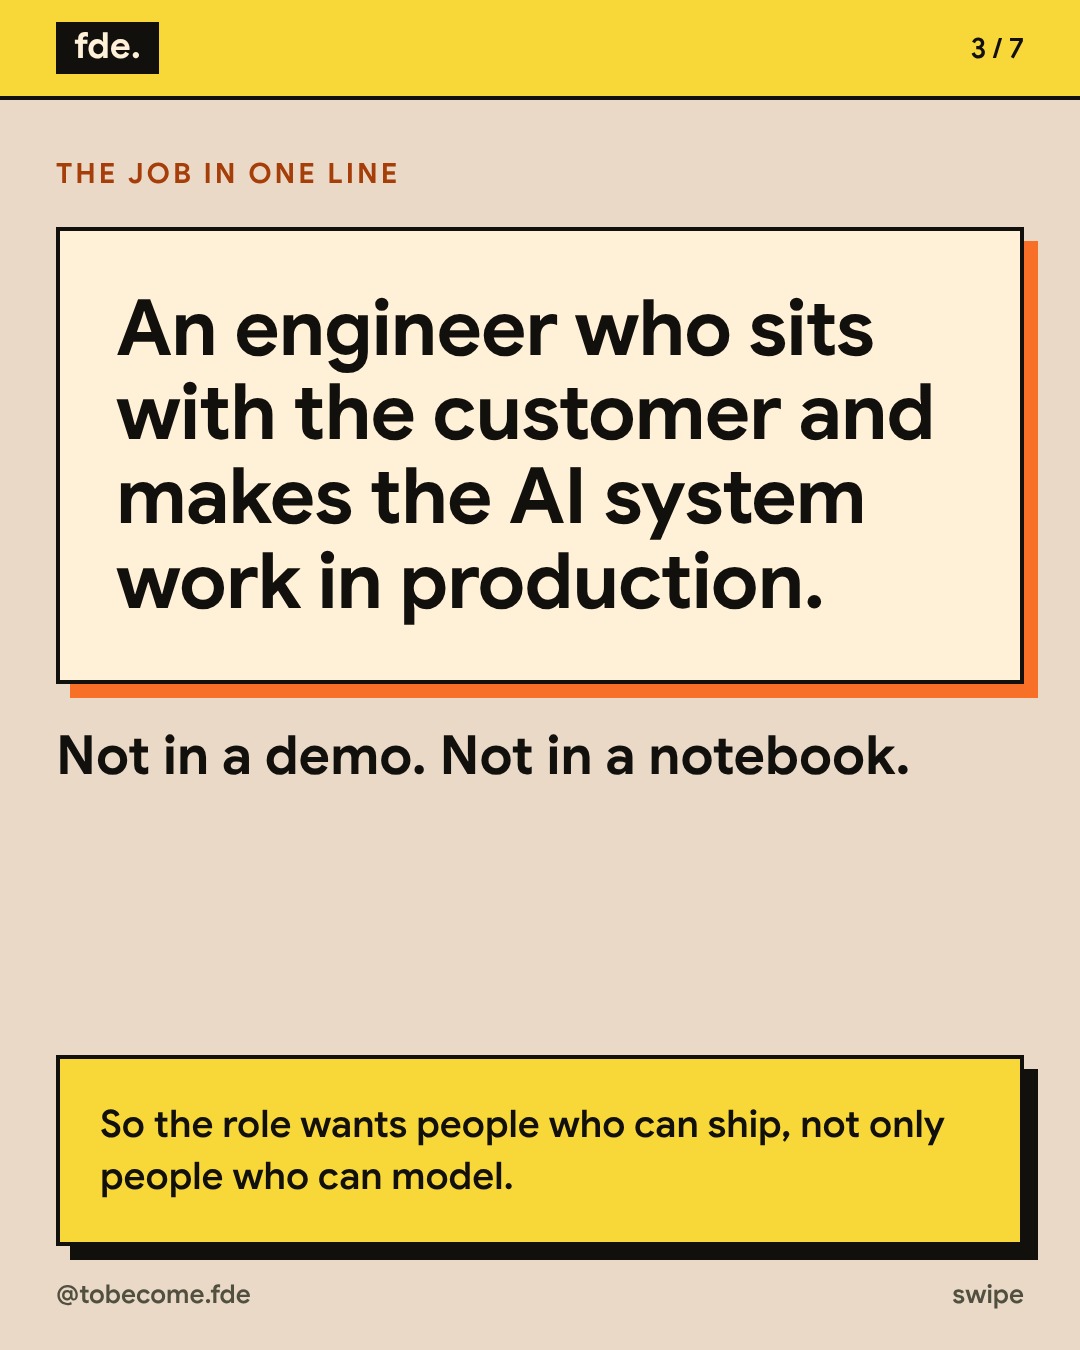 fde.
3 / 7
THE JOB IN ONE LINE
An engineer who sits
with the customer and
makes the AI system
work in production.
Not in a demo. Not in a notebook.
So the role wants people who can ship, not only
people who can model.
@tobecome.fde
swipe